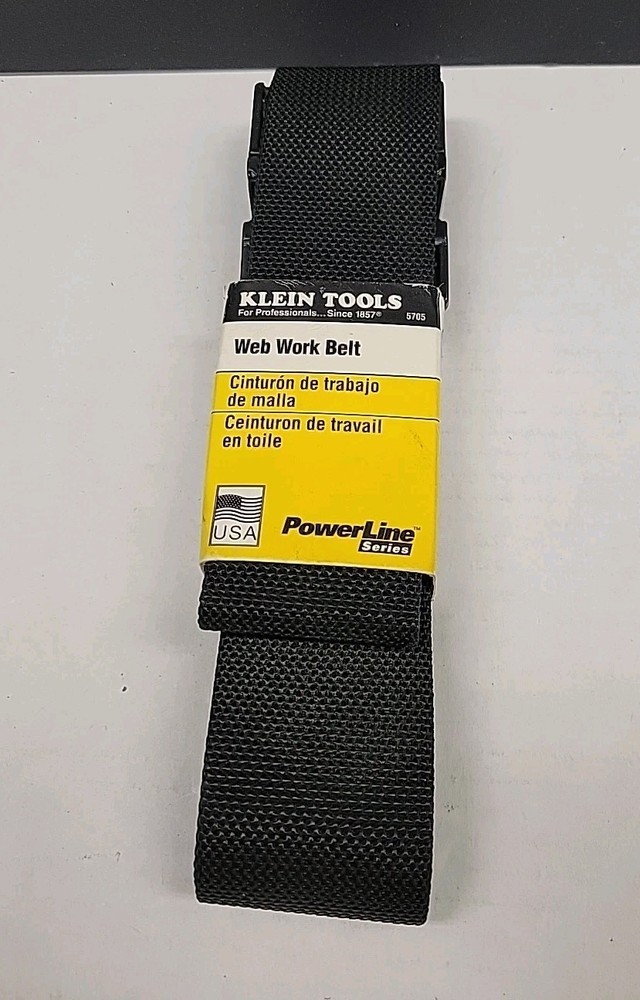 KLEIN TOOLS
For Professionals... Since 1857®
5705
Web Work Belt
Cinturón de trabajo
de malla
Ceinturon de travail
en toile
USA
PowerLine™
Series